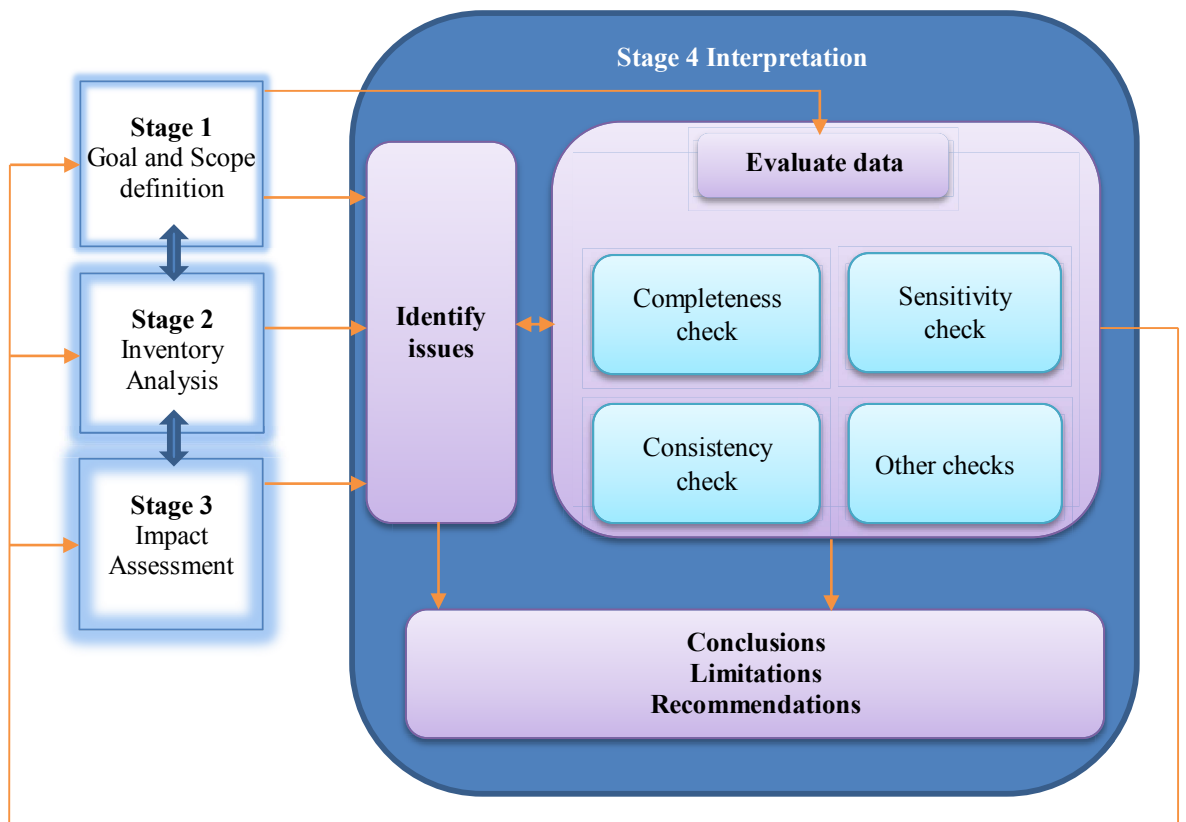 Stage 4 Interpretation
Stage 1
Goal and Scope
definition
Stage 2
Inventory
Analysis
Stage 3
Impact
Assessment
Identify
issues
Evaluate data
Completeness
check
Sensitivity
check
Consistency
check
Other checks
Conclusions
Limitations
Recommendations